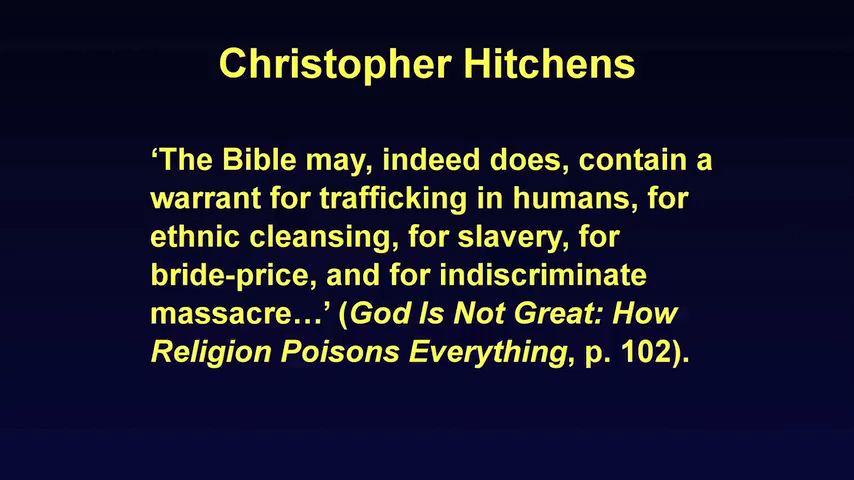 Christopher Hitchens
‘The Bible may, indeed does, contain a
warrant for trafficking in humans, for
ethnic cleansing, for slavery, for
bride-price, and for indiscriminate
massacre…’ (God Is Not Great: How
Religion Poisons Everything, p. 102).